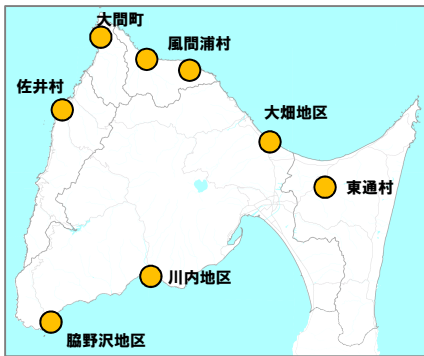 大間町
風間浦村
佐井村
大畑地区
東通村
川内地区
脇野沢地区